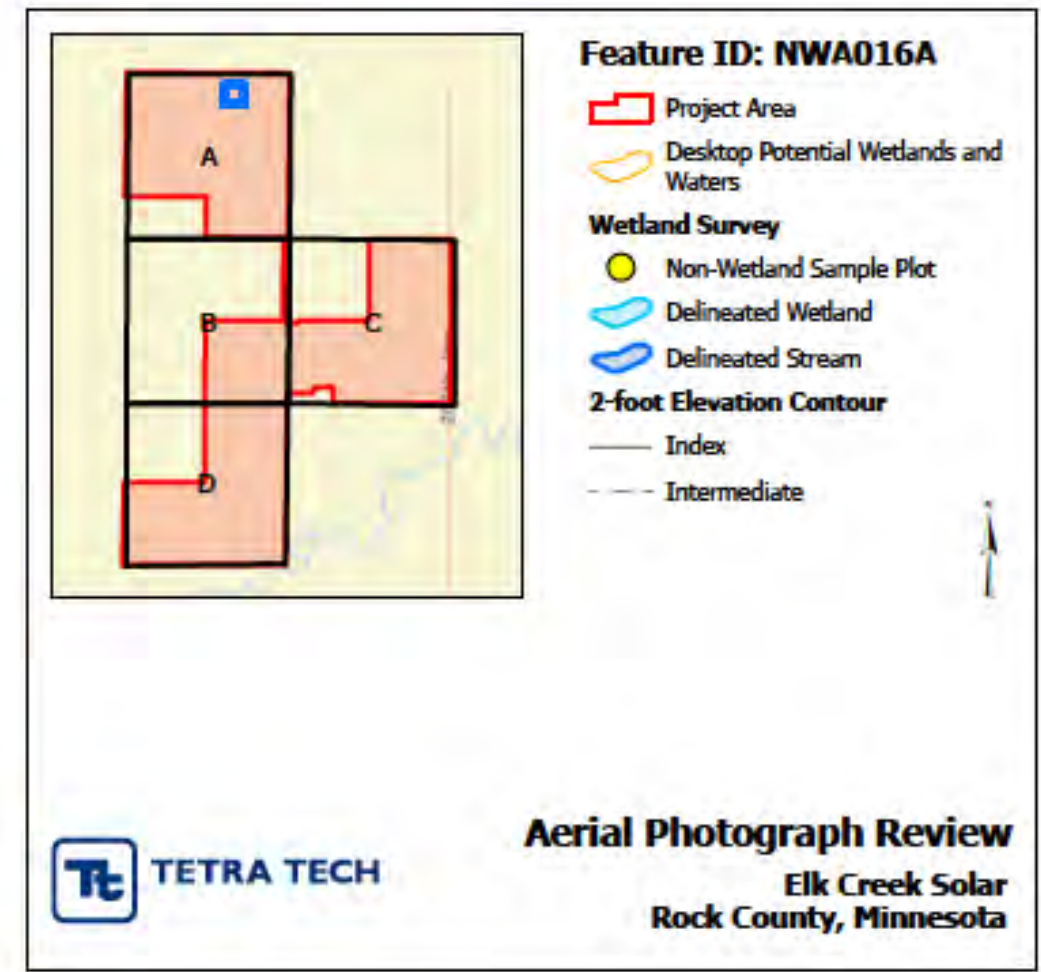 A
B
C
D
Feature ID: NWA016A
Project Area
Desktop Potential Wetlands and
Waters
Wetland Survey
Non-Wetland Sample Plot
Delineated Wetland
Delineated Stream
2-foot Elevation Contour
Index
Intermediate
Tt TETRA TECH
Aerial Photograph Review
Elk Creek Solar
Rock County, Minnesota